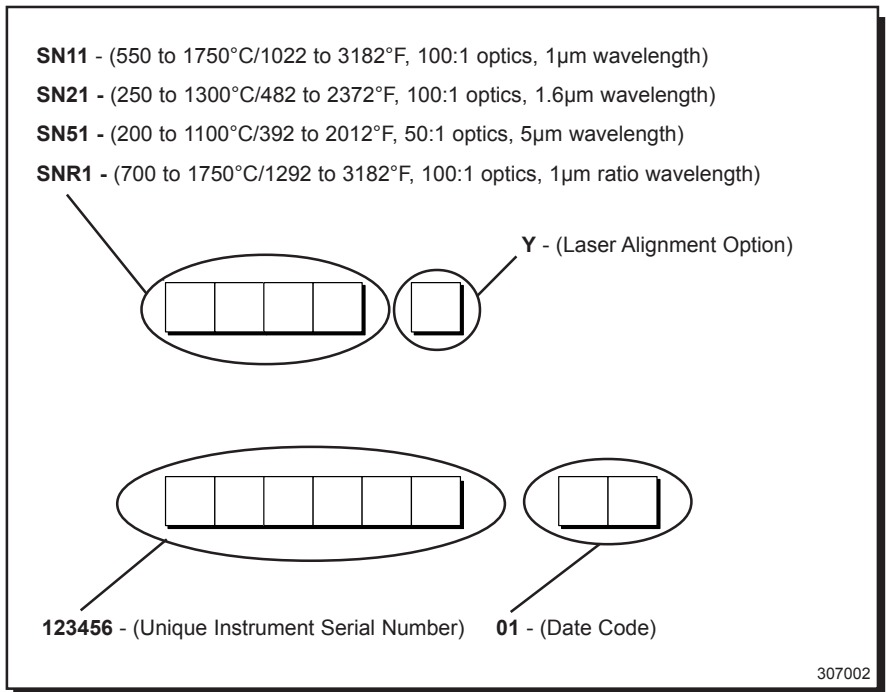 SN11 - (550 to 1750°C/1022 to 3182°F, 100:1 optics, 1µm wavelength)
SN21 - (250 to 1300°C/482 to 2372°F, 100:1 optics, 1.6µm wavelength)
SN51 - (200 to 1100°C/392 to 2012°F, 50:1 optics, 5µm wavelength)
SNR1 - (700 to 1750°C/1292 to 3182°F, 100:1 optics, 1µm ratio wavelength)
Y - (Laser Alignment Option)
123456 - (Unique Instrument Serial Number) 01 - (Date Code)
307002